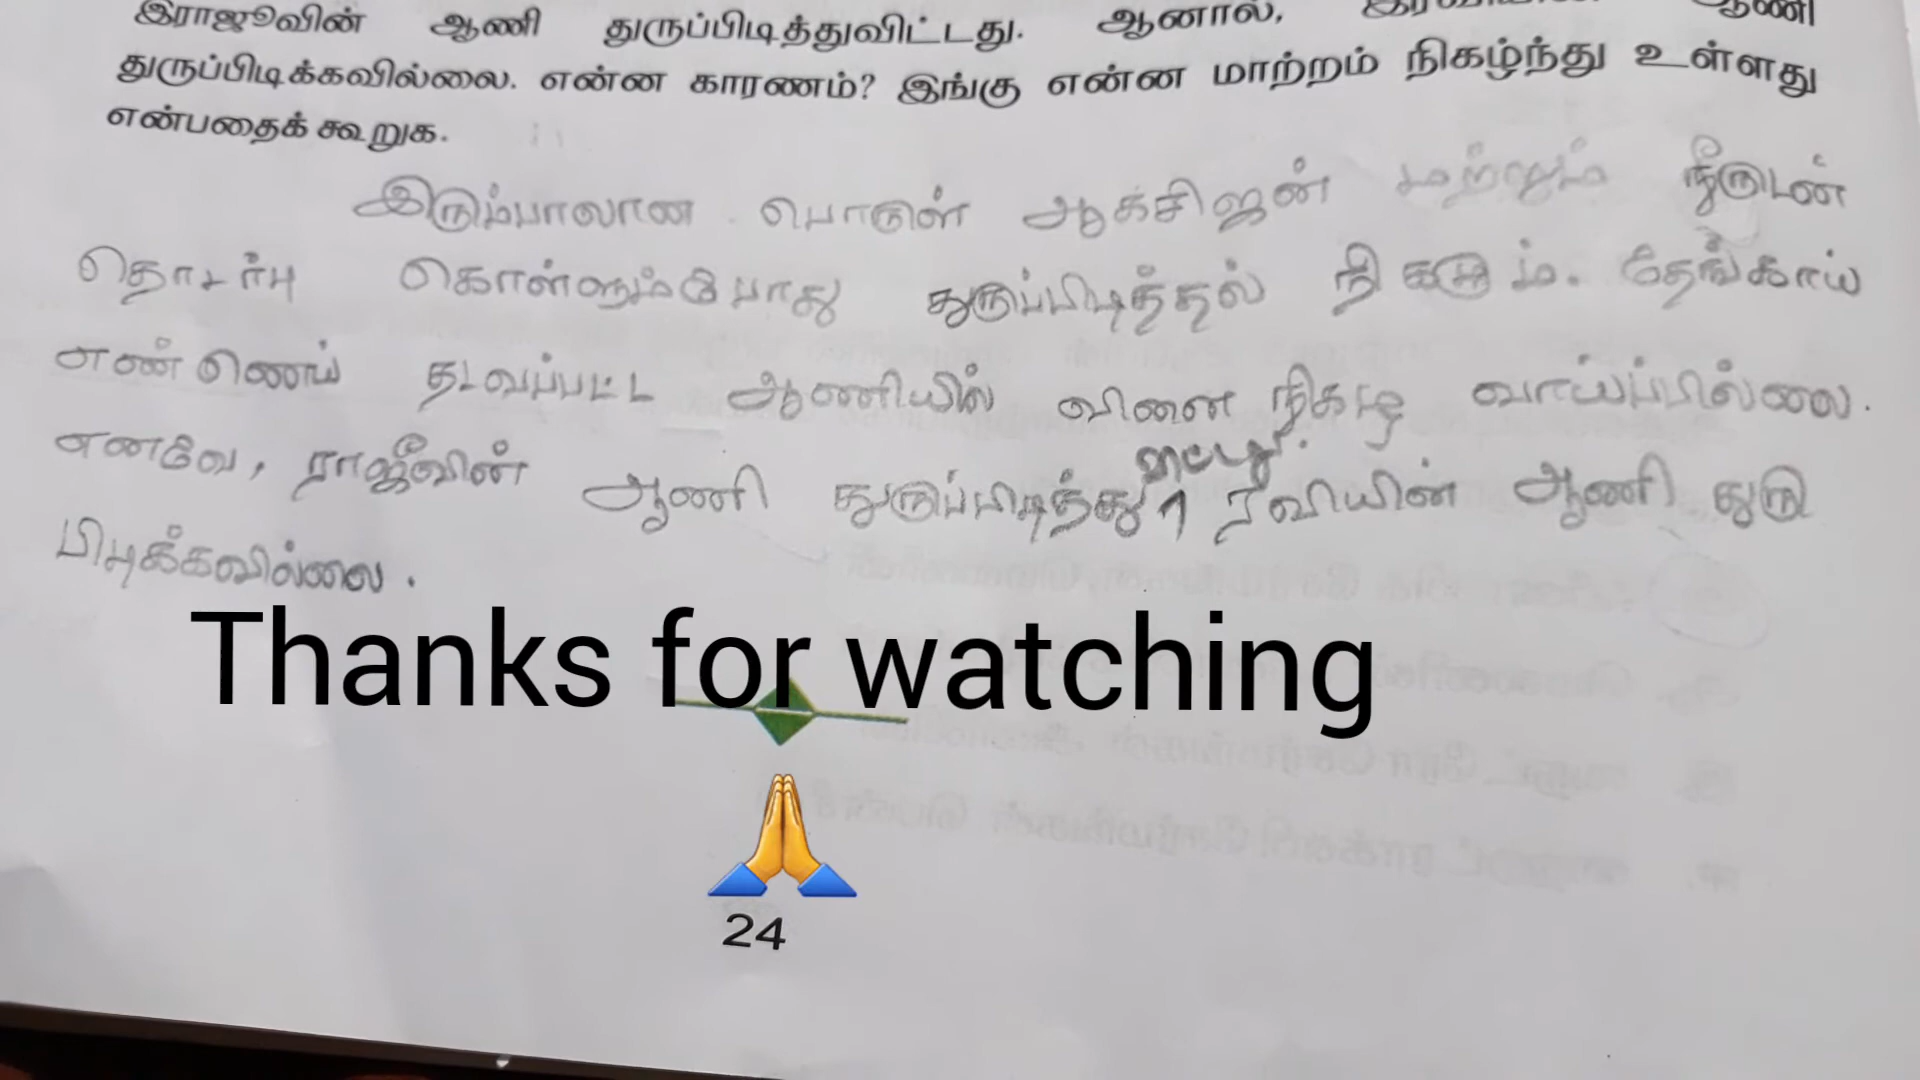 இராஜூவின் ஆணி துருப்பிடித்துவிட்டது. ஆனால், ஆணி
துருப்பிடிக்கவில்லை. என்ன காரணம்? இங்கு என்ன மாற்றம் நிகழ்ந்து உள்ளது
என்பதைக் கூறுக.
இரும்பாலான பொருள் ஆக்சிஜன் மற்றும் நீருடன்
தொடர்பு கொள்ளும்போது துருப்பிடித்தல் நிகழும். தேங்காய்
எண்ணெய் தடவப்பட்ட ஆணியில் வினை நிகழ வாய்ப்பில்லை.
எனவே, ராஜீவின் ஆணி துருப்பிடித்து ரவியின் ஆணி துரு
பிடிக்கவில்லை.
Thanks for watching
24